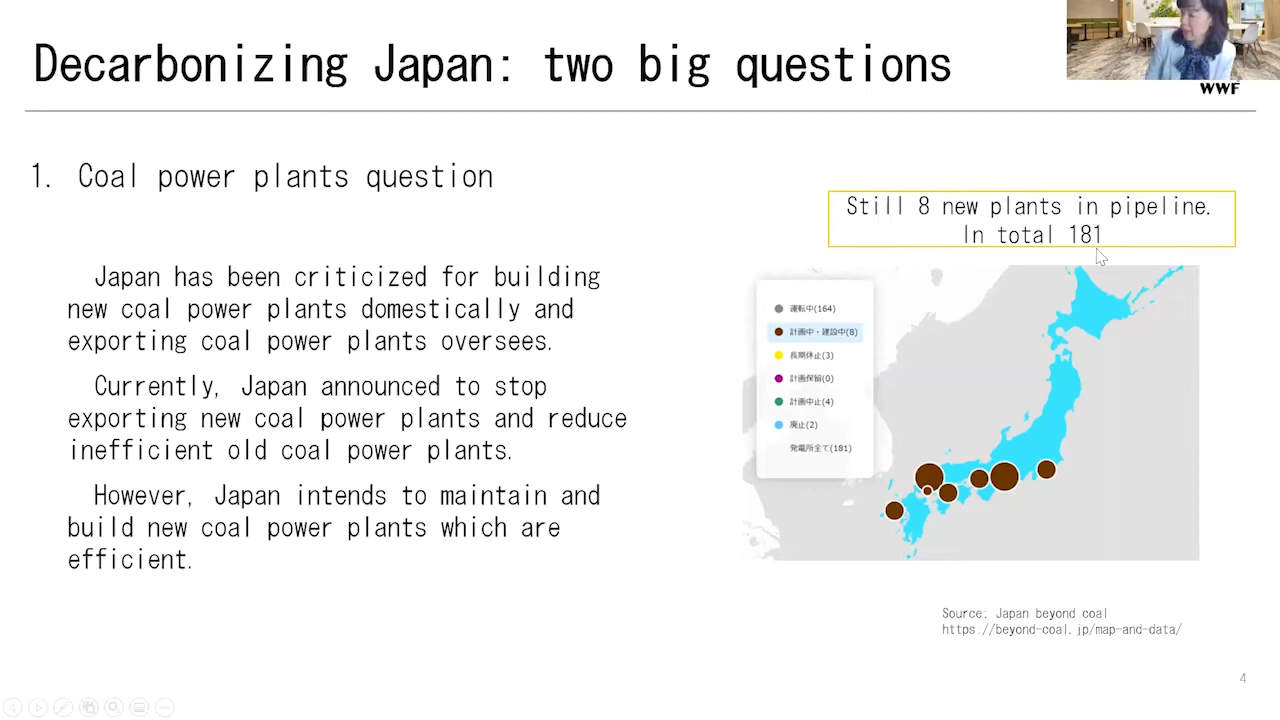 Decarbonizing Japan: two big questions
WWF
1. Coal power plants question
Still 8 new plants in pipeline.
In total 181
Japan has been criticized for building
new coal power plants domestically and
exporting coal power plants oversees.
Currently, Japan announced to stop
exporting new coal power plants and reduce
inefficient old coal power plants.
However, Japan intends to maintain and
build new coal power plants which are
efficient.
運転中(164)
計画中・建設中(8)
長期休止(3)
計画保留(0)
計画中止(4)
廃止(2)
発電所全て(181)
Source: Japan beyond coal
https://beyond-coal.jp/map-and-data/
4